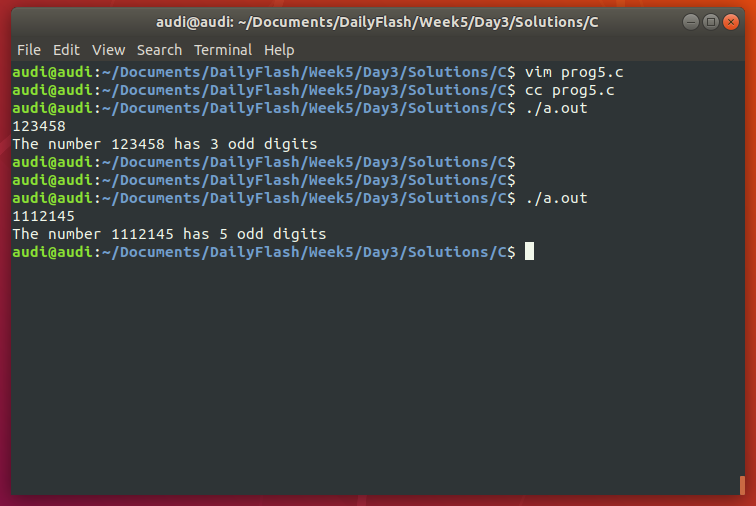 audi@audi: ~/Documents/DailyFlash/Week5/Day3/Solutions/C
File Edit View Search Terminal Help
audi@audi:~/Documents/DailyFlash/Week5/Day3/Solutions/C$ vim prog5.c
audi@audi:~/Documents/DailyFlash/Week5/Day3/Solutions/C$ cc prog5.c
audi@audi:~/Documents/DailyFlash/Week5/Day3/Solutions/C$ ./a.out
123458
The number 123458 has 3 odd digits
audi@audi:~/Documents/DailyFlash/Week5/Day3/Solutions/C$
audi@audi:~/Documents/DailyFlash/Week5/Day3/Solutions/C$
audi@audi:~/Documents/DailyFlash/Week5/Day3/Solutions/C$ ./a.out
1112145
The number 1112145 has 5 odd digits
audi@audi:~/Documents/DailyFlash/Week5/Day3/Solutions/C$